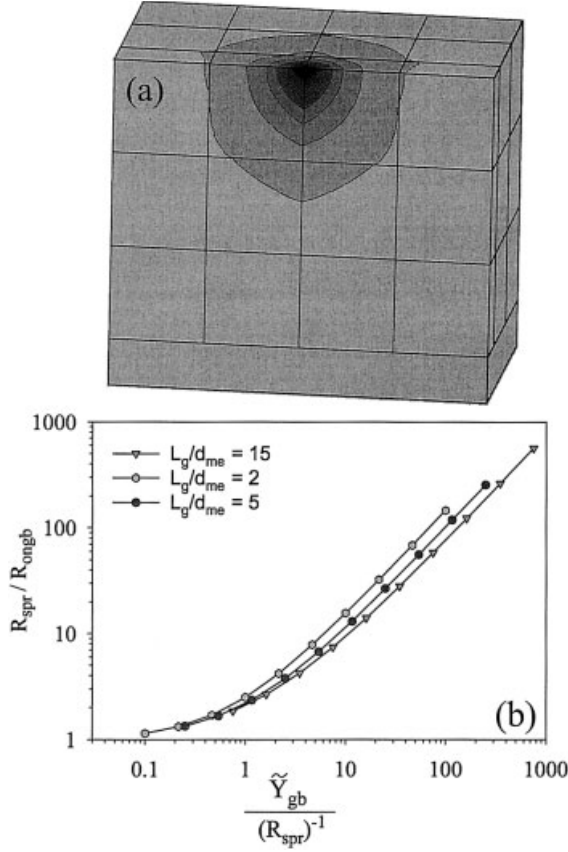 (a)
1000
100
10
1
R_spr / R_ongb
L_g/d_me = 15
L_g/d_me = 2
L_g/d_me = 5
(b)
0.1 1 10 100 1000
Ỹ_gb
(R_spr)^-1